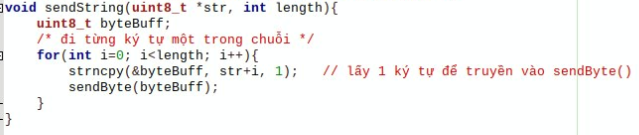 void sendString(uint8_t *str, int length){
uint8_t byteBuff;
/* đi từng ký tự một trong chuỗi */
for(int i=0; i<length; i++){
strncpy(&byteBuff, str+i, 1); // lấy 1 ký tự để truyền vào sendByte()
sendByte(byteBuff);
}
}